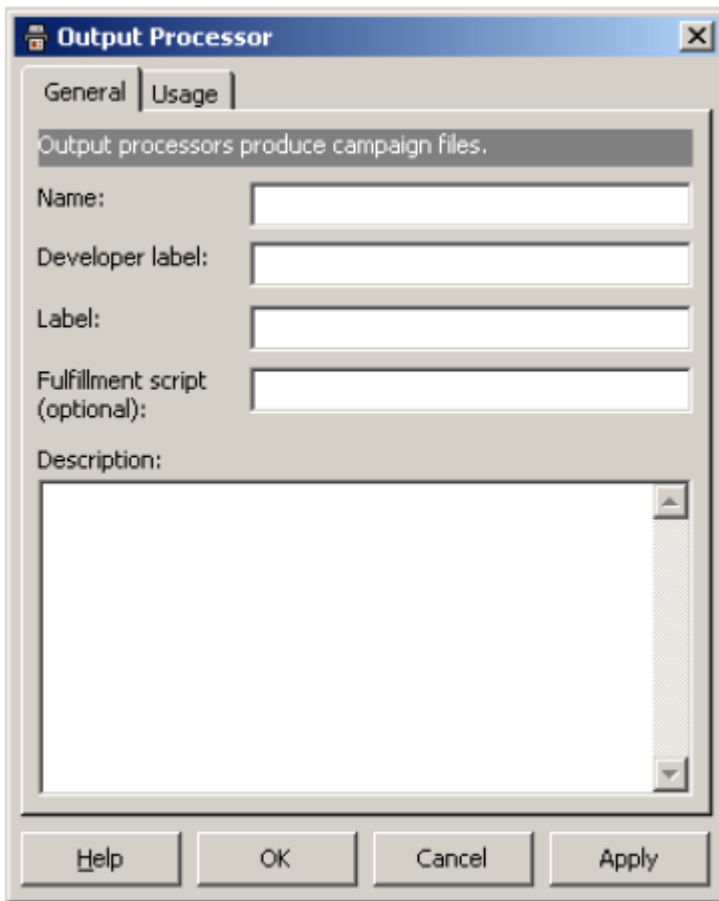 Output Processor
General
Usage
Output processors produce campaign files.
Name:
Developer label:
Label:
Fulfillment script
(optional):
Description:
Help
OK
Cancel
Apply